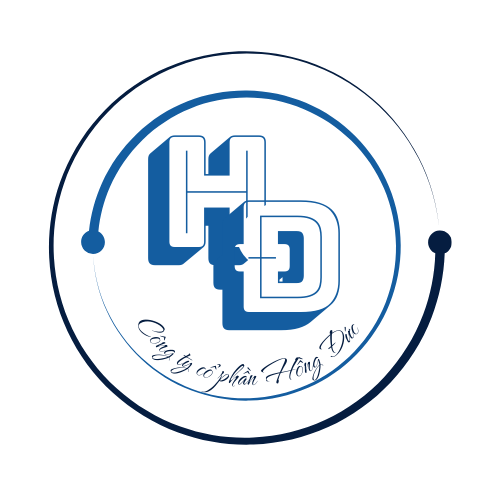 HĐ
Công ty cổ phần Hồng Đức